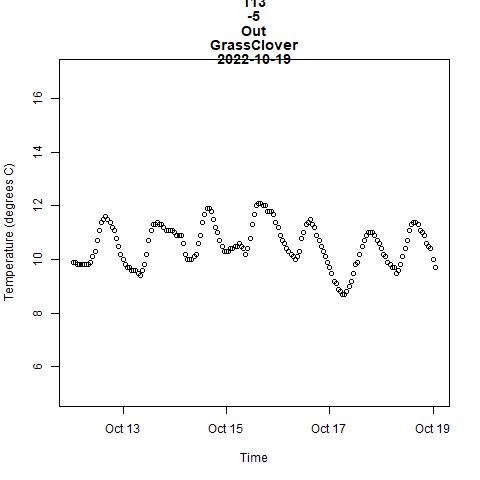 113
-5
Out
GrassClover
2022-10-19
Temperature (degrees C)
16
14
12
10
8
6
Oct 13
Oct 15
Oct 17
Oct 19
Time